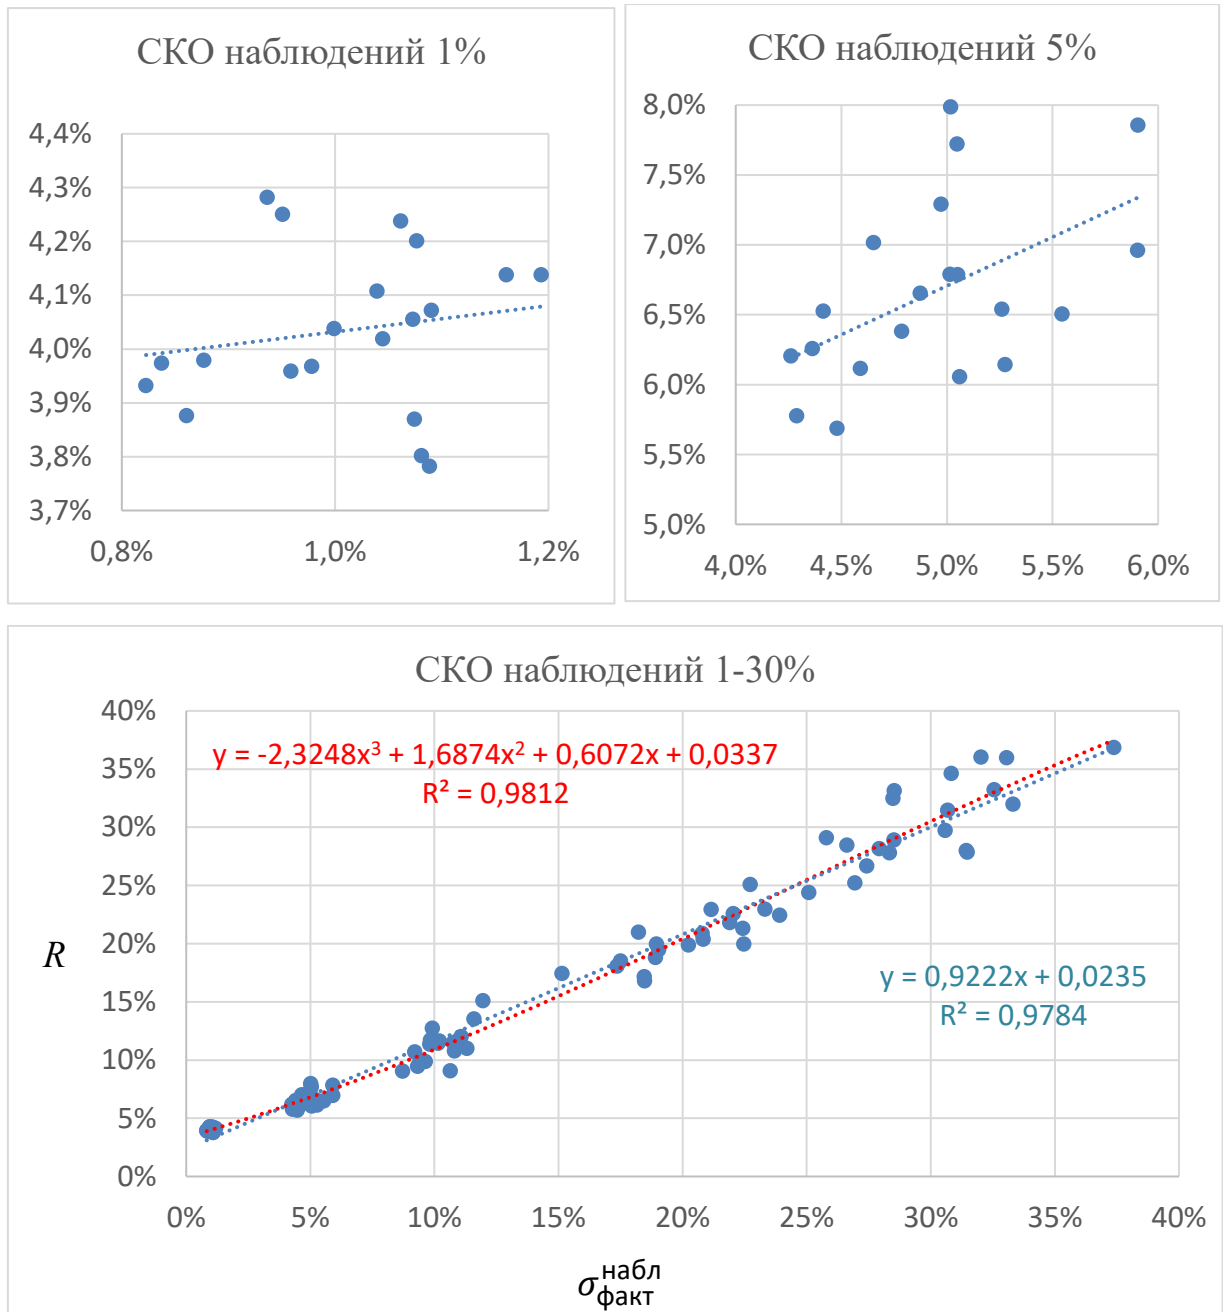 СКО наблюдений 1%
4,4%
4,3%
4,2%
4,1%
4,0%
3,9%
3,8%
3,7%
0,8% 1,0% 1,2%
СКО наблюдений 5%
8,0%
7,5%
7,0%
6,5%
6,0%
5,5%
5,0%
4,0% 4,5% 5,0% 5,5% 6,0%
СКО наблюдений 1-30%
40%
35%
30%
25%
20%
15%
10%
5%
0%
y = -2,3248x³ + 1,6874x² + 0,6072x + 0,0337
R² = 0,9812
y = 0,9222x + 0,0235
R² = 0,9784
R
0% 5% 10% 15% 20% 25% 30% 35% 40%
σ набл факт